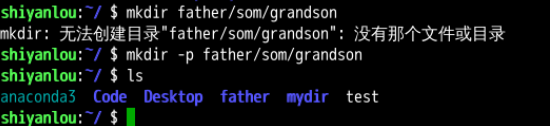 shiyanlou:~/ $ mkdir father/som/grandson
mkdir: 无法创建目录"father/som/grandson": 没有那个文件或目录
shiyanlou:~/ $ mkdir -p father/som/grandson
shiyanlou:~/ $ ls
anaconda3 Code Desktop father mydir test
shiyanlou:~/ $